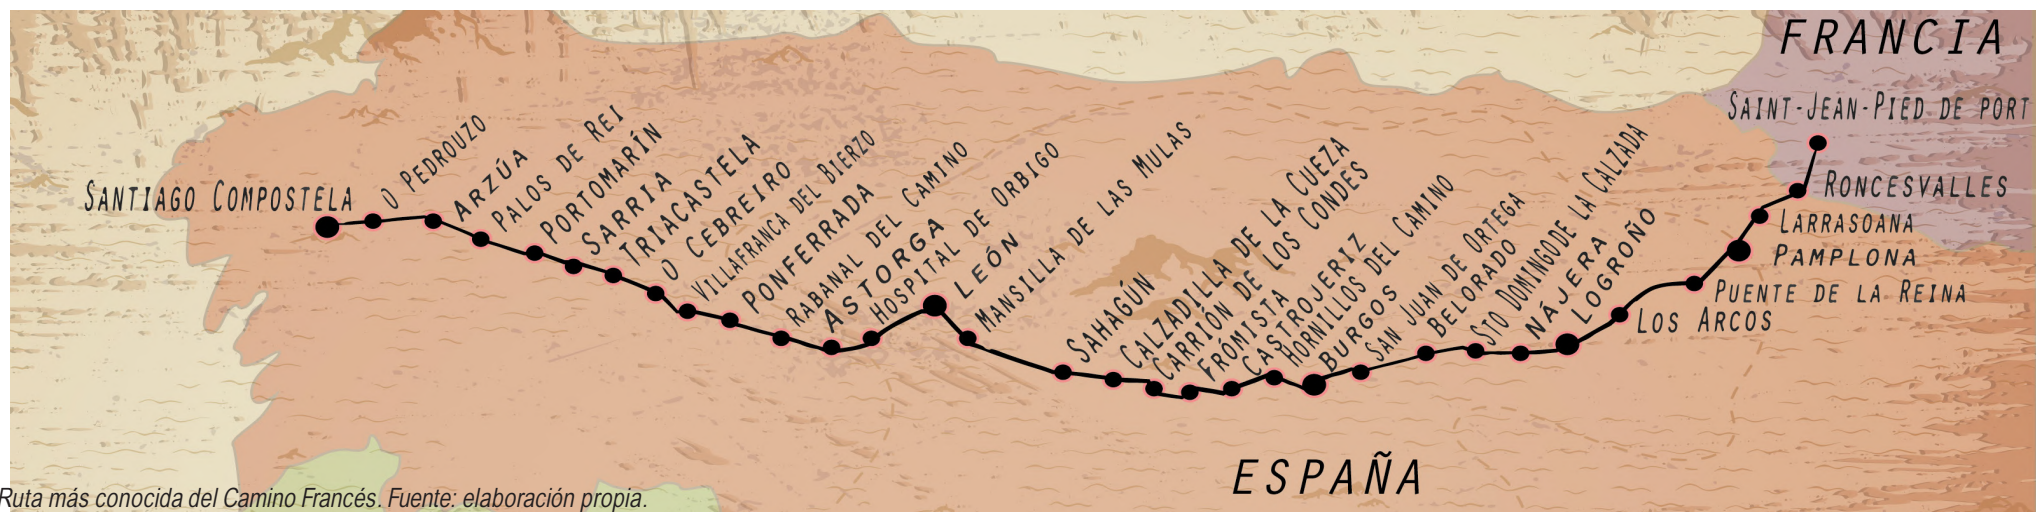 FRANCIA
SAINT-JEAN-PIED DE PORT
RONCESVALLES
LARRASOANA
PAMPLONA
PUENTE DE LA REINA
LOS ARCOS
LOGROÑO
NÁJERA
STO DOMINGODE LA CALZADA
BELORADO
SAN JUAN DE ORTEGA
BURGOS
HORNILLOS DEL CAMINO
CASTROJERIZ
FRÓMISTA
CARRIÓN DE LOS CONDES
CALZADILLA DE LA CUEZA
SAHAGÚN
MANSILLA DE LAS MULAS
LEÓN
HOSPITAL DE ORBIGO
ASTORGA
RABANAL DEL CAMINO
PONFERRADA
VILLAFRANCA DEL BIERZO
O CEBREIRO
TRIACASTELA
SARRIA
PORTOMARÍN
PALOS DE REI
ARZÚA
O PEDROUZO
SANTIAGO COMPOSTELA
ESPAÑA
Ruta más conocida del Camino Francés. Fuente: elaboración propia.